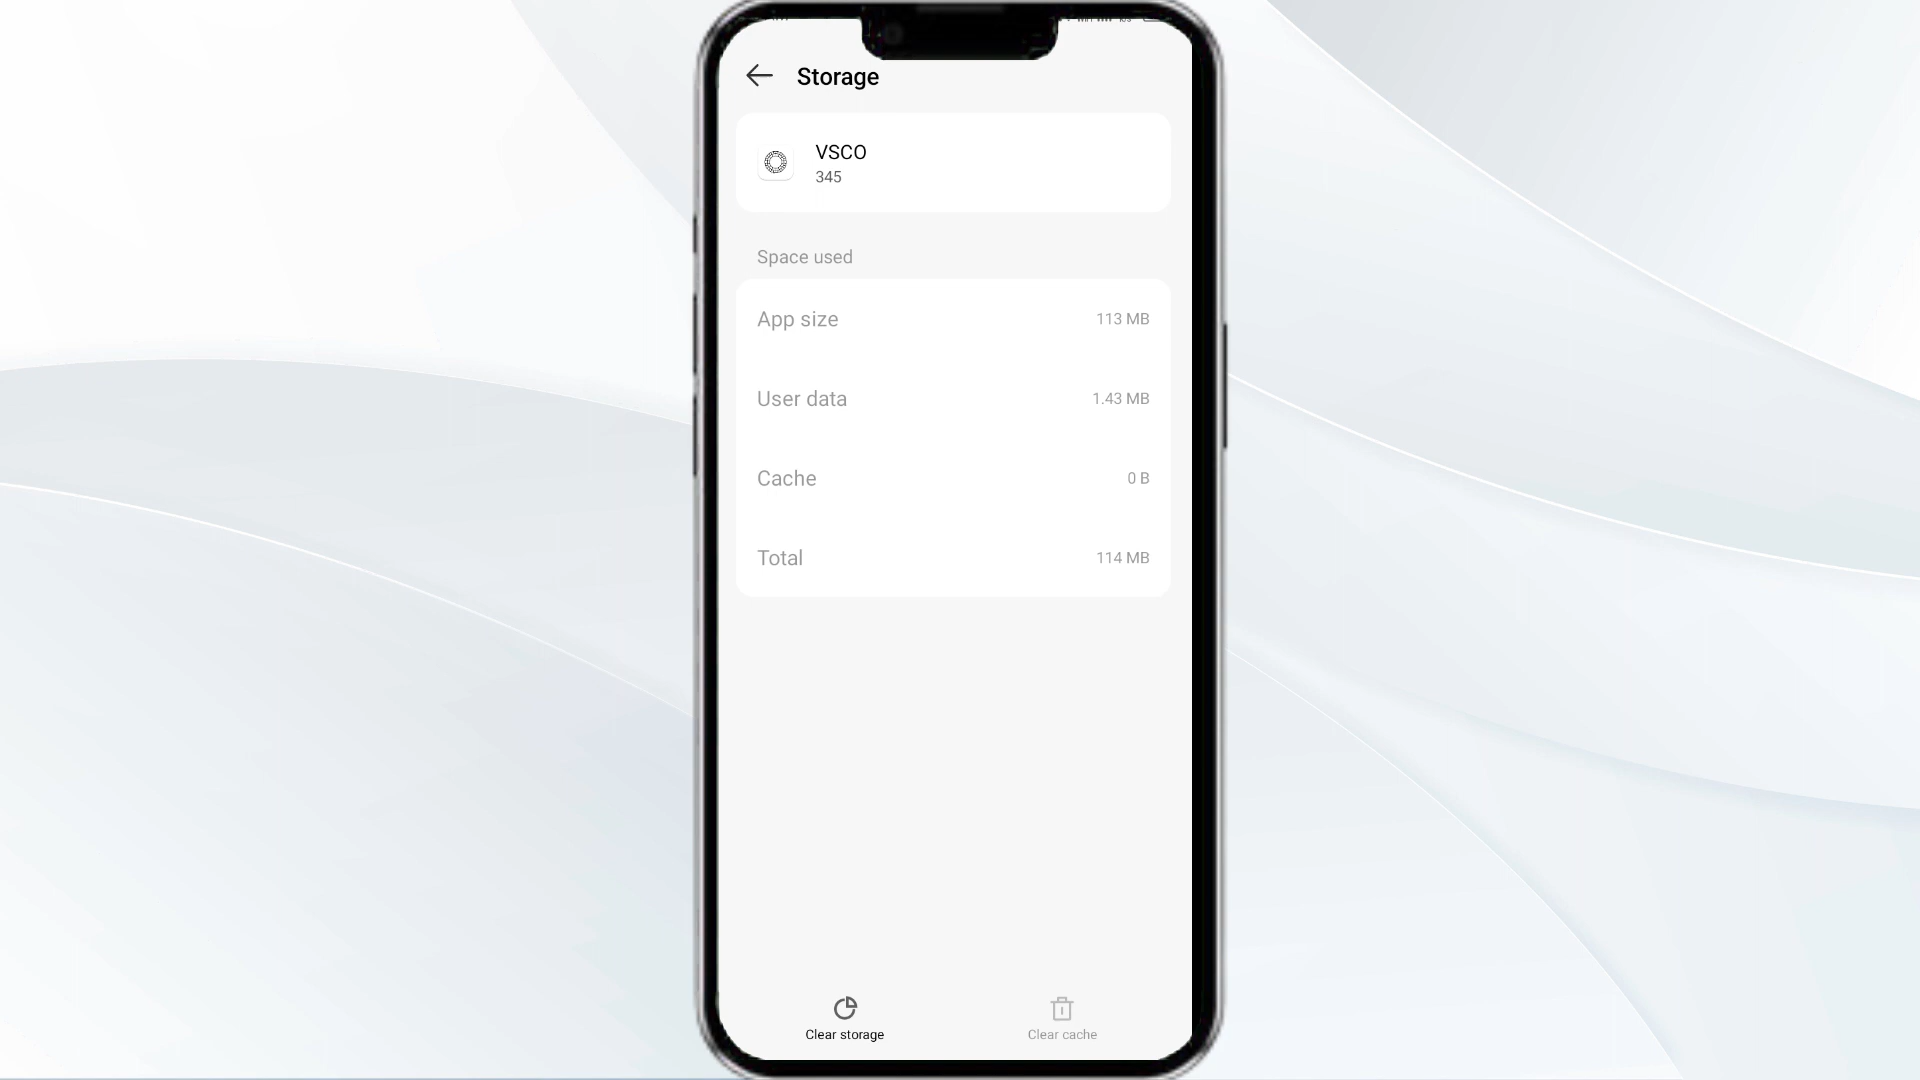 Storage
VSCO
345
Space used
App size 113 MB
User data 1.43 MB
Cache 0 B
Total 114 MB
Clear storage Clear cache